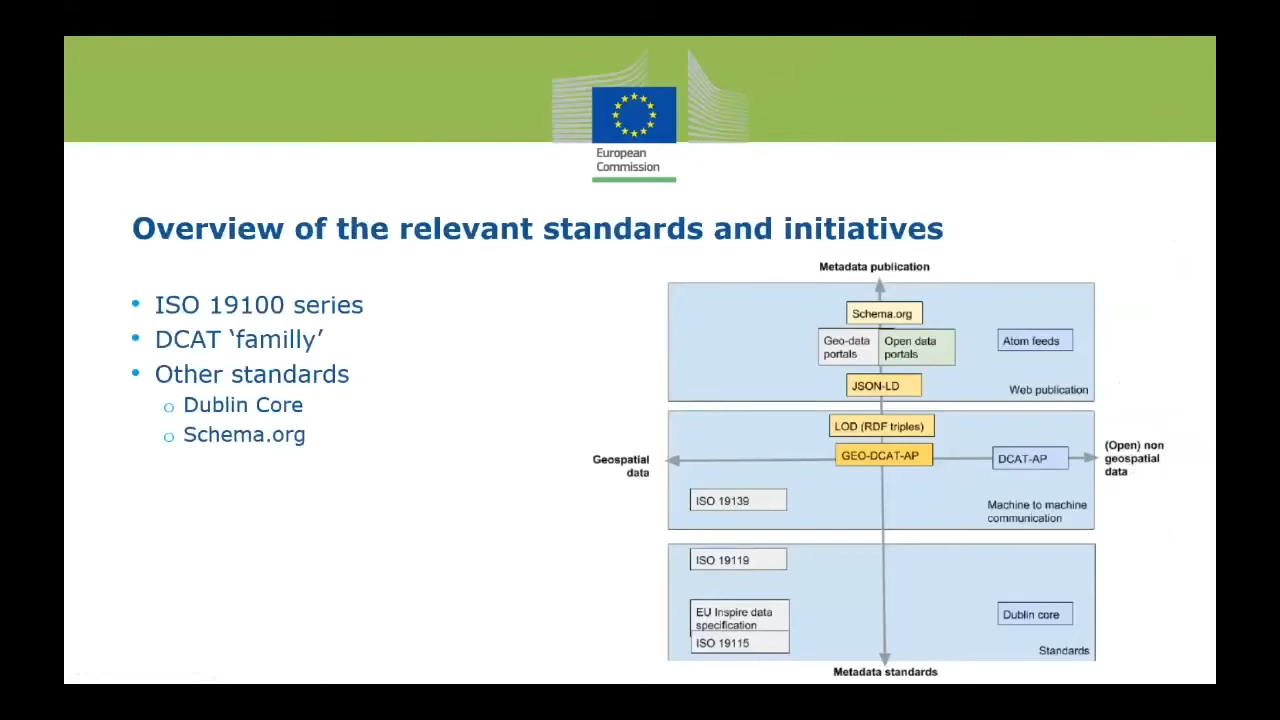 European
Commission
Overview of the relevant standards and initiatives
• ISO 19100 series
• DCAT ‘familly’
• Other standards
o Dublin Core
o Schema.org
Metadata publication
Schema.org
Geo-data
portals
Open data
portals
Atom feeds
JSON-LD
Web publication
LOD (RDF triples)
GEO-DCAT-AP
DCAT-AP
Geospatial
data
(Open) non
geospatial
data
ISO 19139
Machine to machine
communication
ISO 19119
EU Inspire data
specification
ISO 19115
Dublin core
Standards
Metadata standards